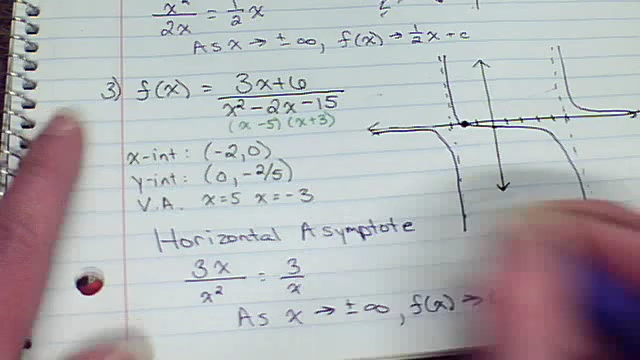 x² / 2x = 1/2 x
As x → ± ∞, f(x) → 1/2 x + c
3) f(x) = 3x+6 / x² - 2x - 15
(x - 5) (x + 3)
x-int: (-2, 0)
y-int: (0, -2/5)
V.A. x = 5 x = -3
Horizontal Asymptote
3x / x² = 3 / x
As x → ± ∞, f(x) →